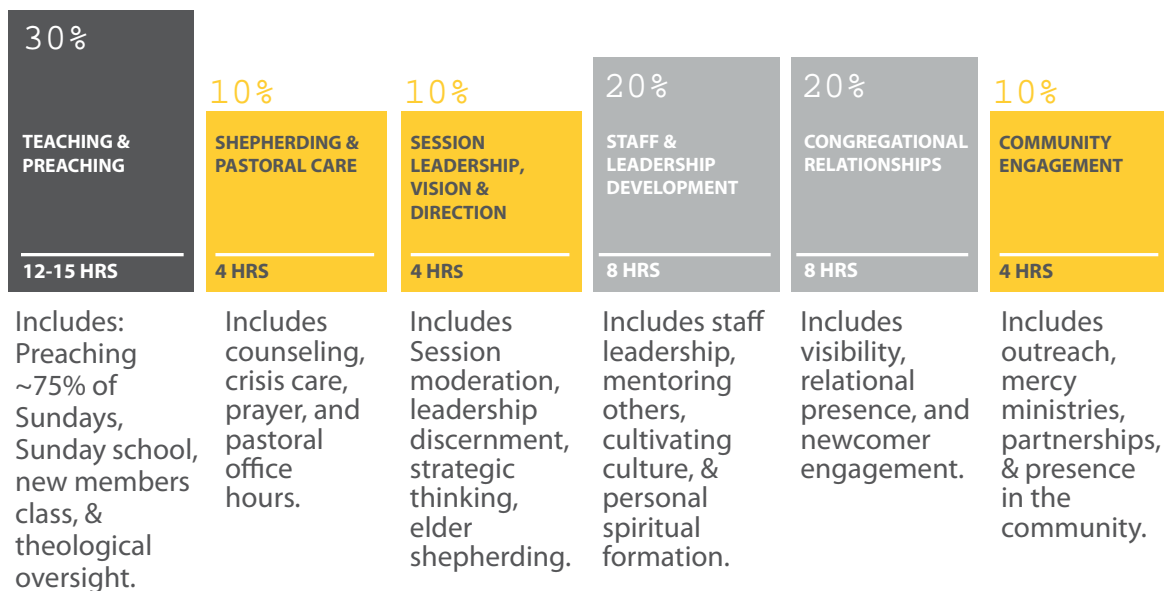 30%
TEACHING &
PREACHING
12-15 HRS
Includes:
Preaching
~75% of
Sundays,
Sunday school,
new members
class, &
theological
oversight.
10%
SHEPHERDING &
PASTORAL CARE
4 HRS
Includes
counseling,
crisis care,
prayer, and
pastoral
office
hours.
10%
SESSION
LEADERSHIP,
VISION &
DIRECTION
4 HRS
Includes
Session
moderation,
leadership
discernment,
strategic
thinking,
elder
shepherding.
20%
STAFF &
LEADERSHIP
DEVELOPMENT
8 HRS
Includes staff
leadership,
mentoring
others,
cultivating
culture, &
personal
spiritual
formation.
20%
CONGREGATIONAL
RELATIONSHIPS
8 HRS
Includes
visibility,
relational
presence, and
newcomer
engagement.
10%
COMMUNITY
ENGAGEMENT
4 HRS
Includes
outreach,
mercy
ministries,
partnerships,
& presence
in the
community.